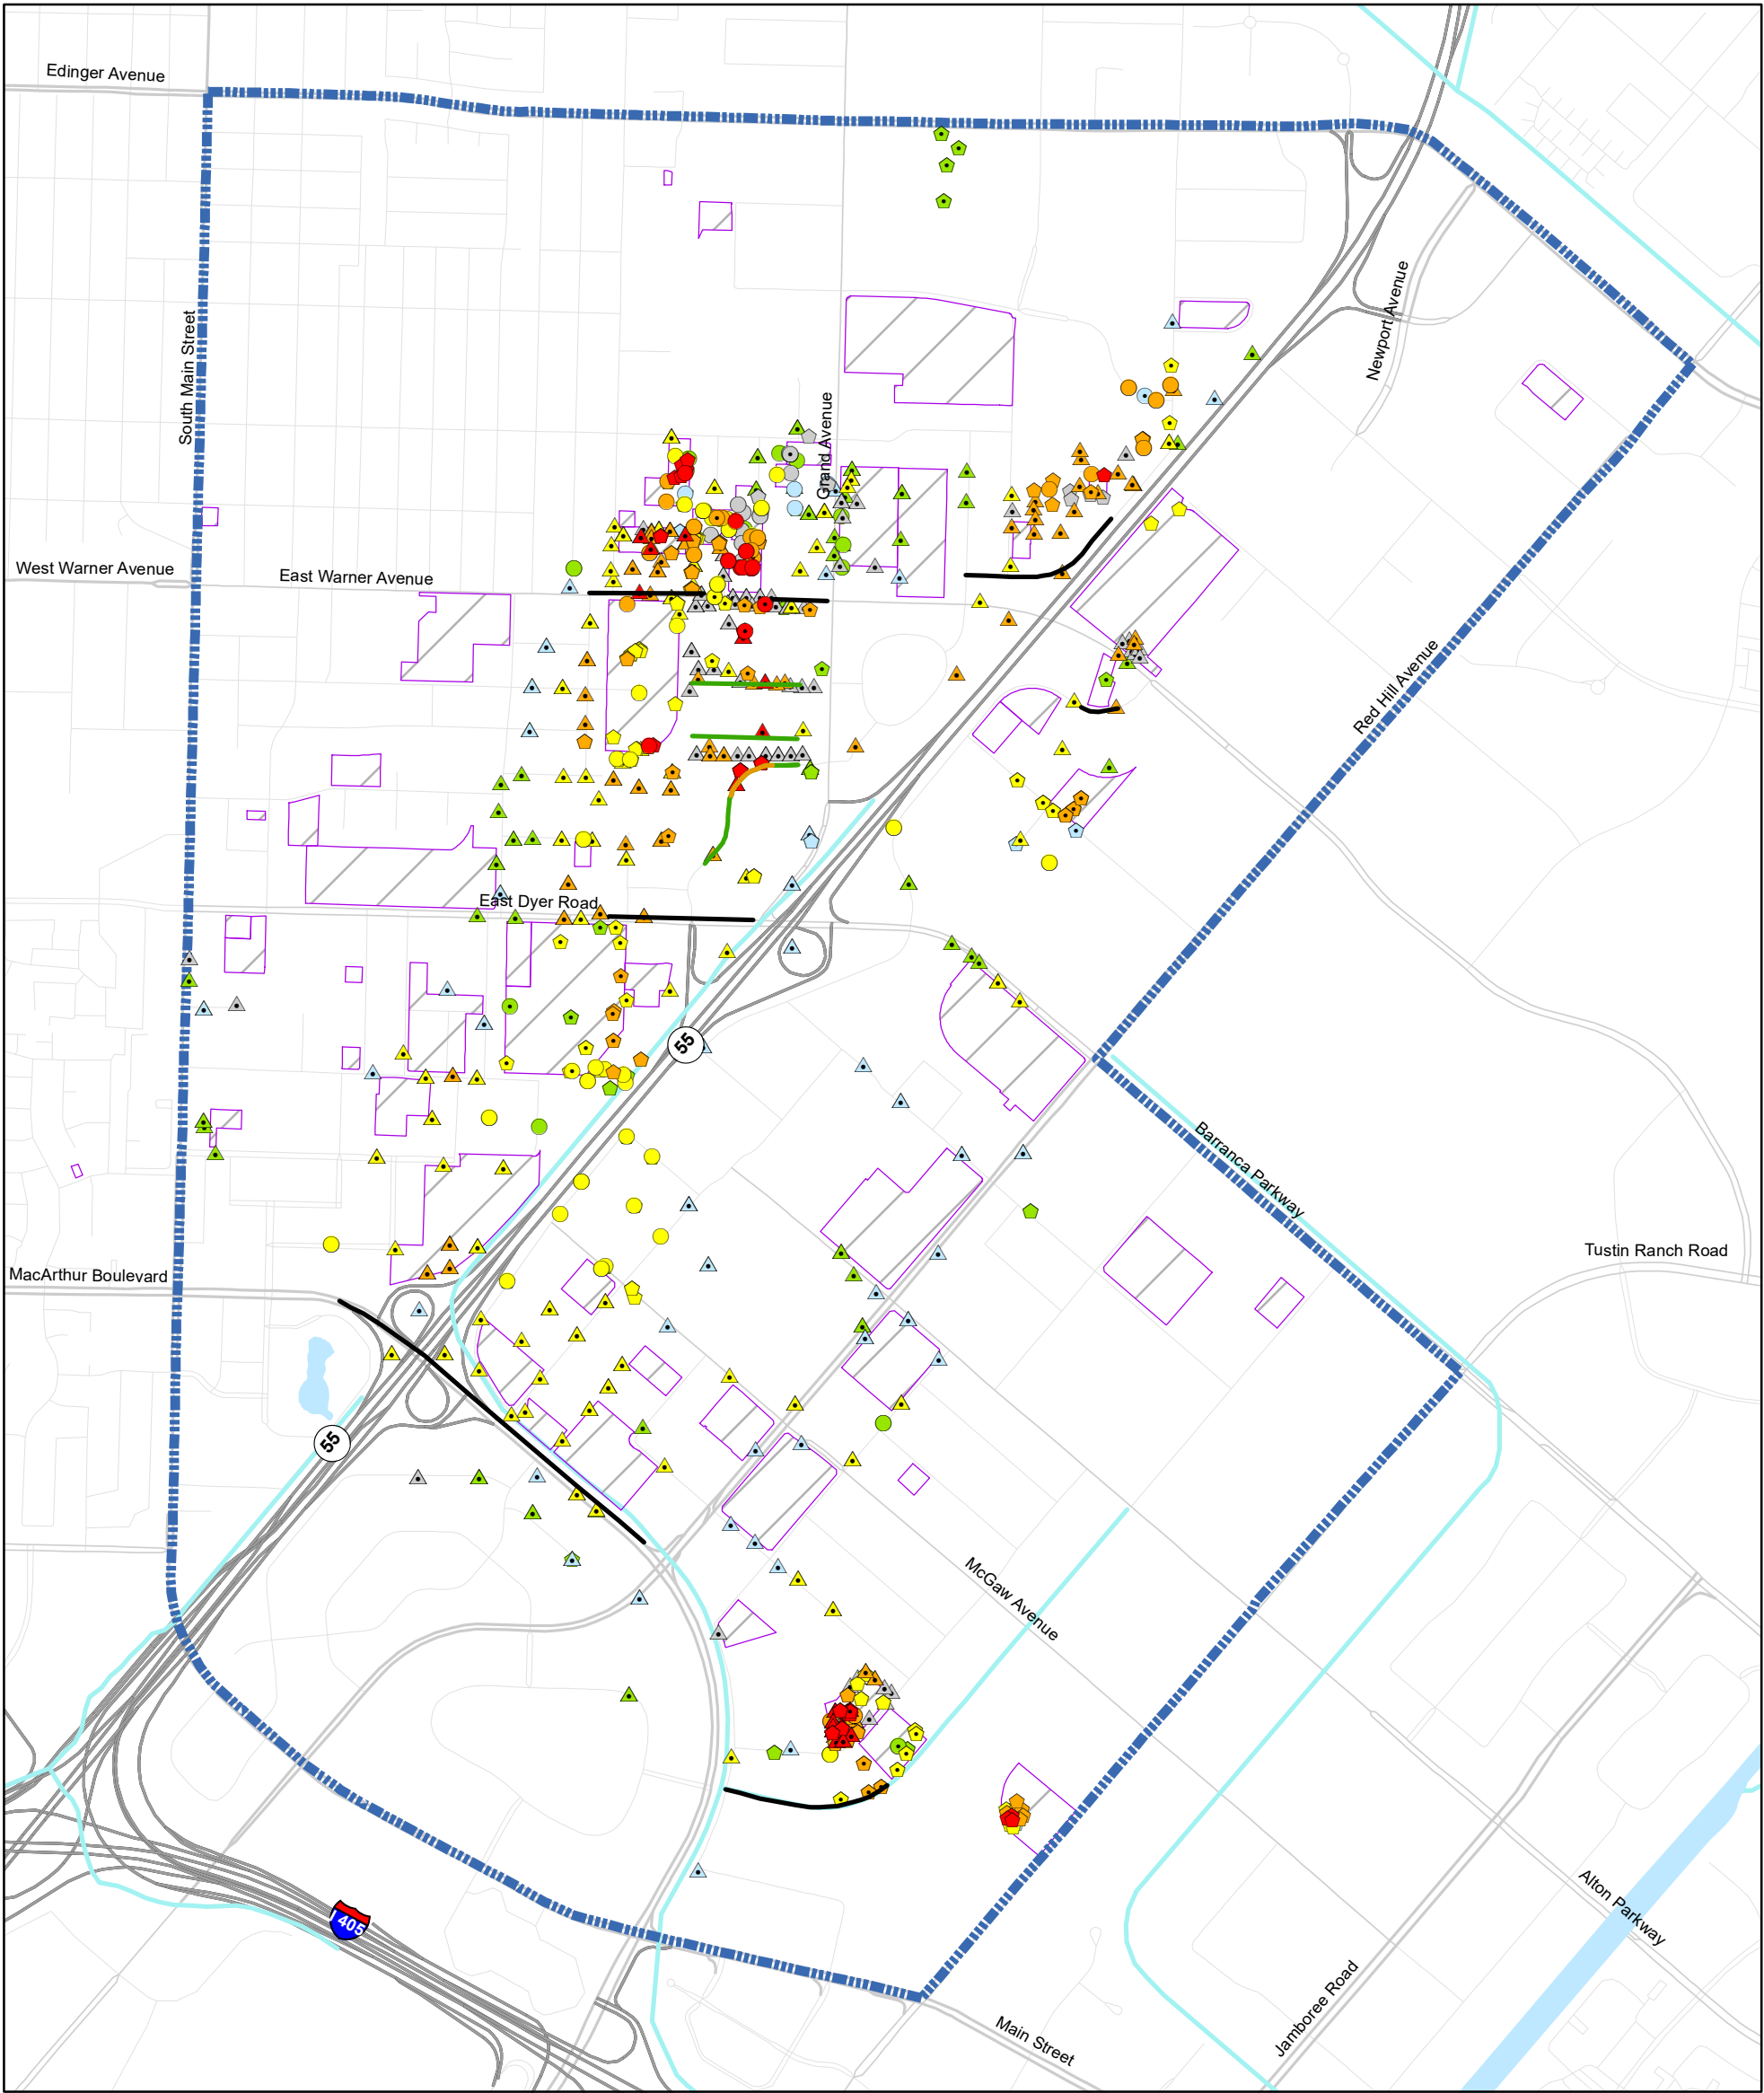 Edinger Avenue
South Main Street
Newport Avenue
Grand Avenue
West Warner Avenue
East Warner Avenue
Red Hill Avenue
East Dyer Road
55
Barranca Parkway
Tustin Ranch Road
MacArthur Boulevard
55
McGaw Avenue
Alton Parkway
I 405
Jamboree Road
Main Street